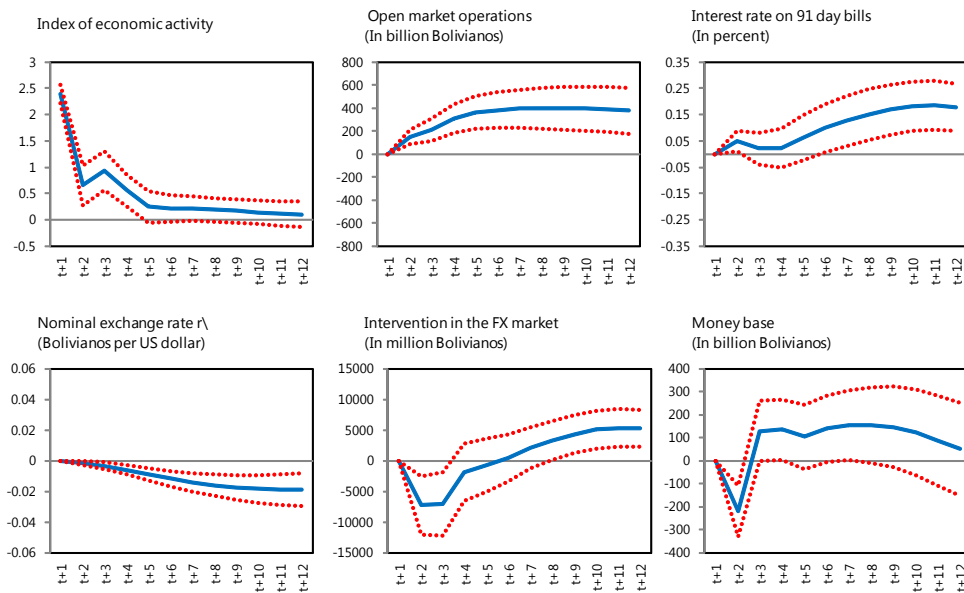 Index of economic activity
3
2.5
2
1.5
1
0.5
0
-0.5
t+1
t+2
t+3
t+4
t+5
t+6
t+7
t+8
t+9
t+10
t+11
t+12
Open market operations
(In billion Bolivianos)
800
600
400
200
0
-200
-400
-600
-800
t+1
t+2
t+3
t+4
t+5
t+6
t+7
t+8
t+9
t+10
t+11
t+12
Interest rate on 91 day bills
(In percent)
0.35
0.25
0.15
0.05
-0.05
-0.15
-0.25
-0.35
t+1
t+2
t+3
t+4
t+5
t+6
t+7
t+8
t+9
t+10
t+11
t+12
Nominal exchange rate r\
(Bolivianos per US dollar)
0.06
0.04
0.02
0
-0.02
-0.04
-0.06
t+1
t+2
t+3
t+4
t+5
t+6
t+7
t+8
t+9
t+10
t+11
t+12
Intervention in the FX market
(In million Bolivianos)
15000
10000
5000
0
-5000
-10000
-15000
t+1
t+2
t+3
t+4
t+5
t+6
t+7
t+8
t+9
t+10
t+11
t+12
Money base
(In billion Bolivianos)
400
300
200
100
0
-100
-200
-300
-400
t+1
t+2
t+3
t+4
t+5
t+6
t+7
t+8
t+9
t+10
t+11
t+12